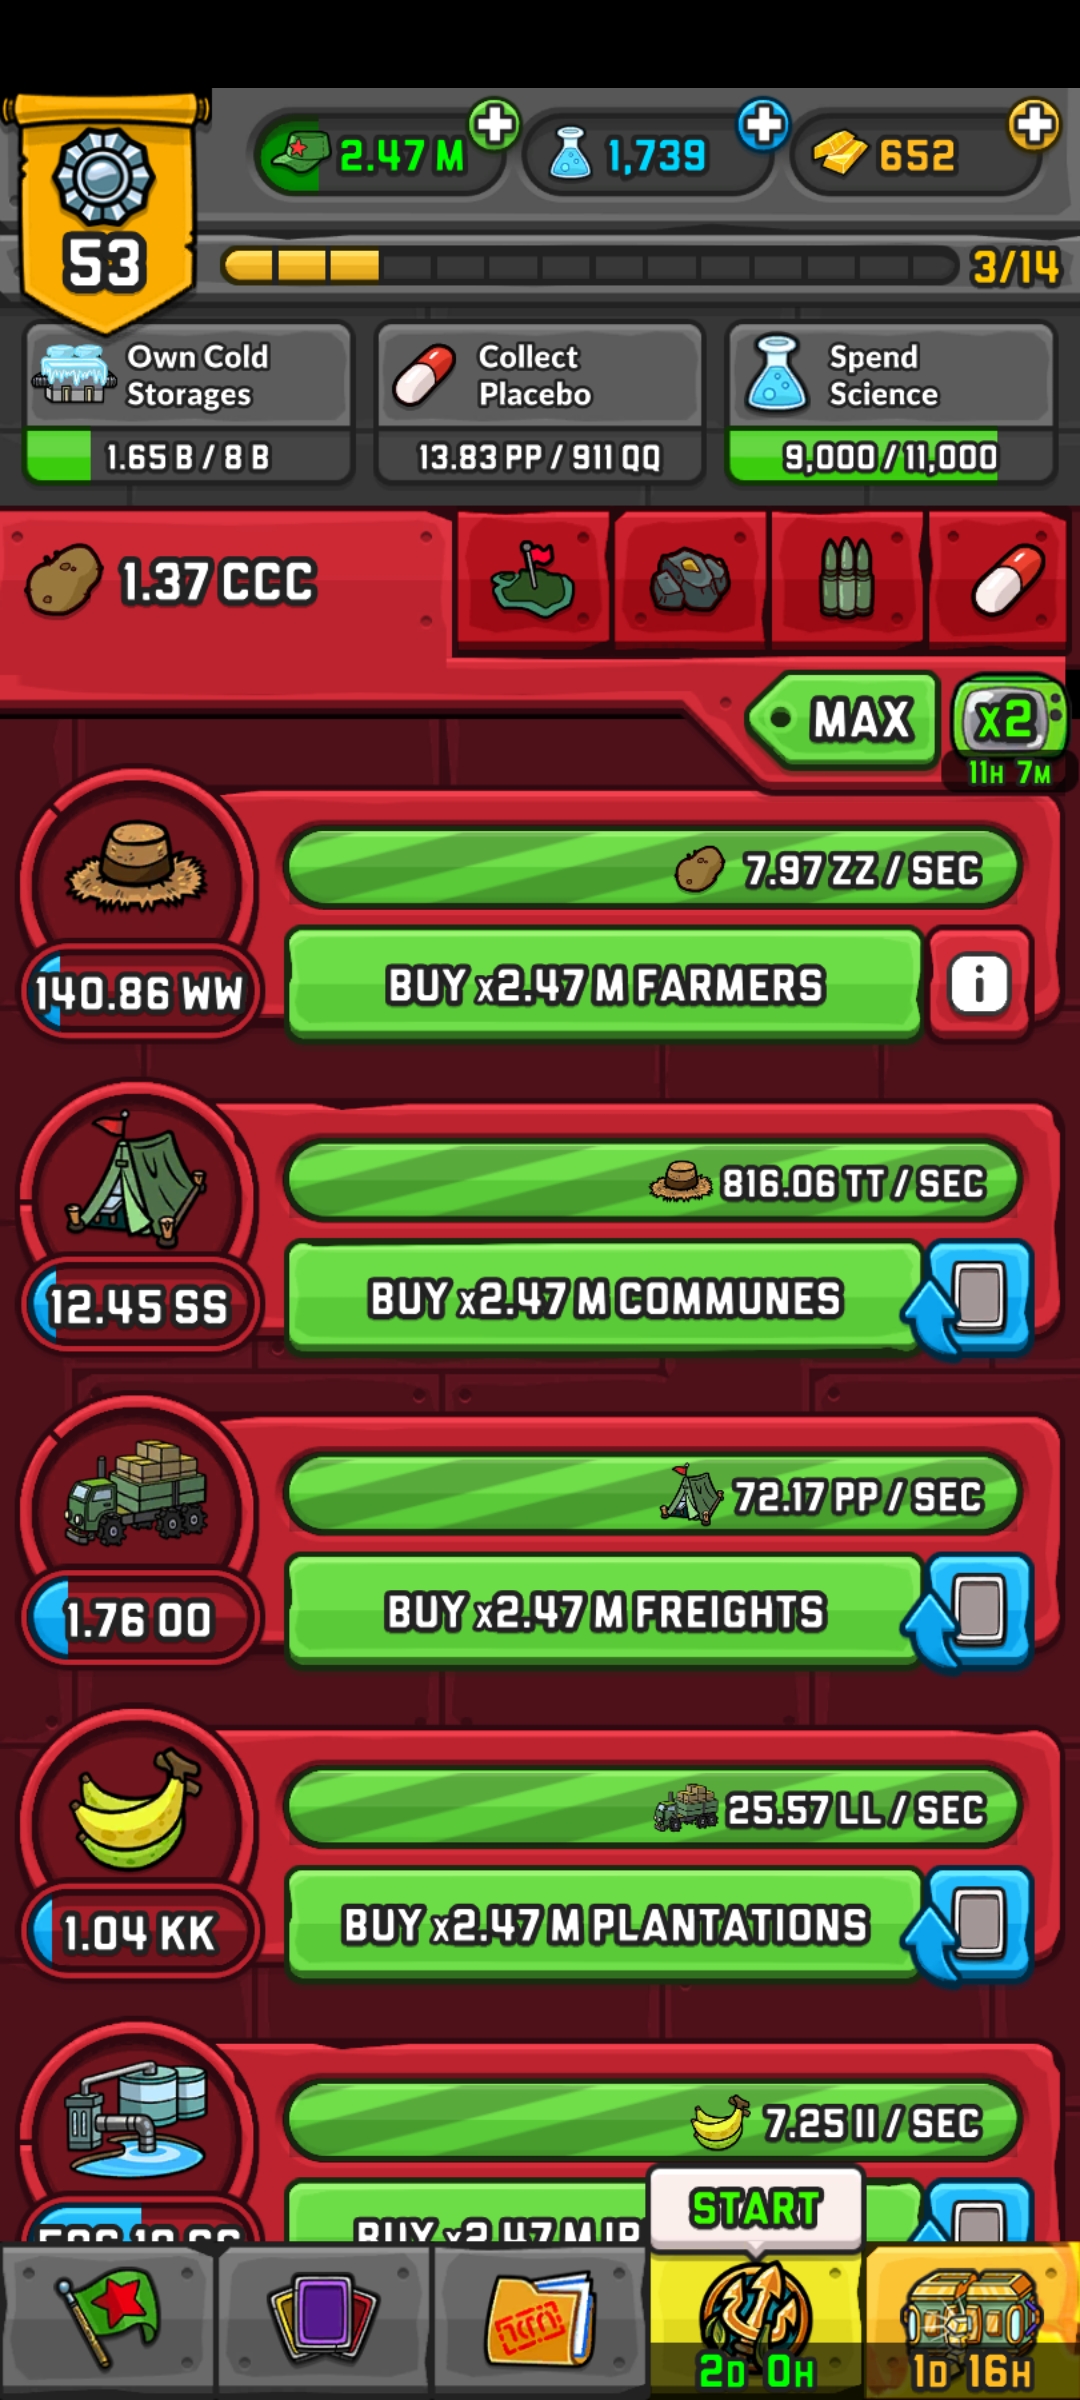 53
2.47 M
1,739
652
3/14
Own Cold
Storages
1.65 B / 8 B
Collect
Placebo
13.83 PP / 911 QQ
Spend
Science
9,000 / 11,000
1.37 CCC
MAX
x2
11H 7M
7.97 ZZ / SEC
140.86 WW
BUY x2.47 M FARMERS
i
816.06 TT / SEC
12.45 SS
BUY x2.47 M COMMUNES
72.17 PP / SEC
1.76 OO
BUY x2.47 M FREIGHTS
25.57 LL / SEC
1.04 KK
BUY x2.47 M PLANTATIONS
7.25 II / SEC
BUY x2.47 M
START
2D 0H
1D 16H